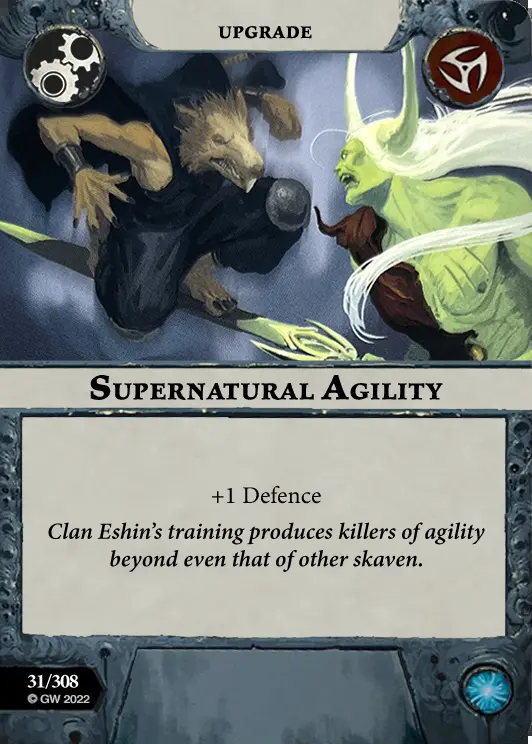 UPGRADE
SUPERNATURAL AGILITY
+1 Defence
Clan Eshin's training produces killers of agility
beyond even that of other skaven.
31/308
© GW 2022